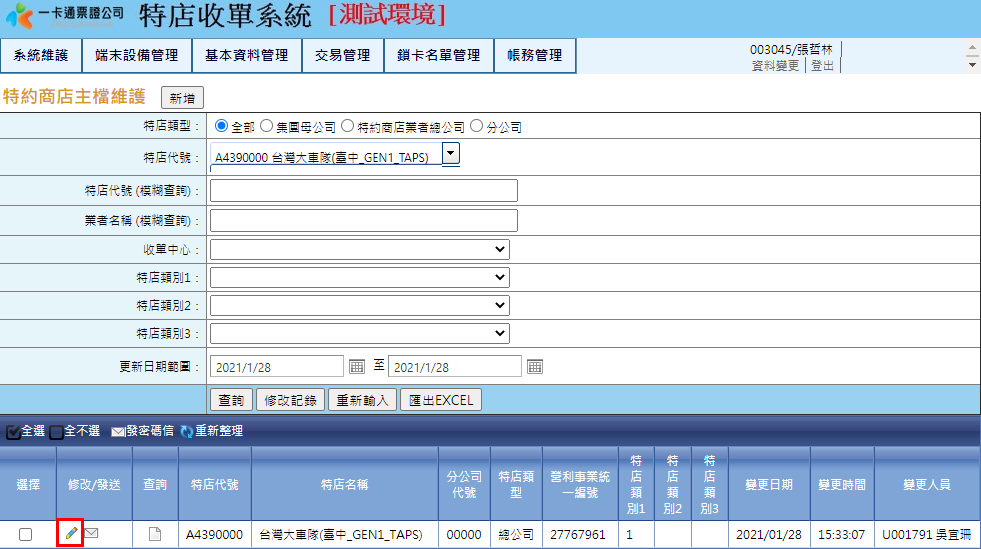 一卡通票證公司 特店收單系統 [測試環境]
系統維護 端末設備管理 基本資料管理 交易管理 鎖卡名單管理 帳務管理
003045/張哲林
資料變更 登出
特約商店主檔維護 新增
特店類型： 全部 集團母公司 特約商店業者總公司 分公司
特店代號： A4390000 台灣大車隊(臺中_GEN1_TAPS)
特店代號 (模糊查詢)：
業者名稱 (模糊查詢)：
收單中心：
特店類別1：
特店類別2：
特店類別3：
更新日期範圍： 2021/1/28 至 2021/1/28
查詢 修改記錄 重新輸入 匯出EXCEL
全選 全不選 發密碼信 重新整理
選擇 修改/發送 查詢 特店代號 特店名稱 分公司代號 特店類型 營利事業統一編號 特店類別1 特店類別2 特店類別3 變更日期 變更時間 變更人員
A4390000 台灣大車隊(臺中_GEN1_TAPS) 00000 總公司 27767961 1 2021/01/28 15:33:07 U001791 吳宜珊